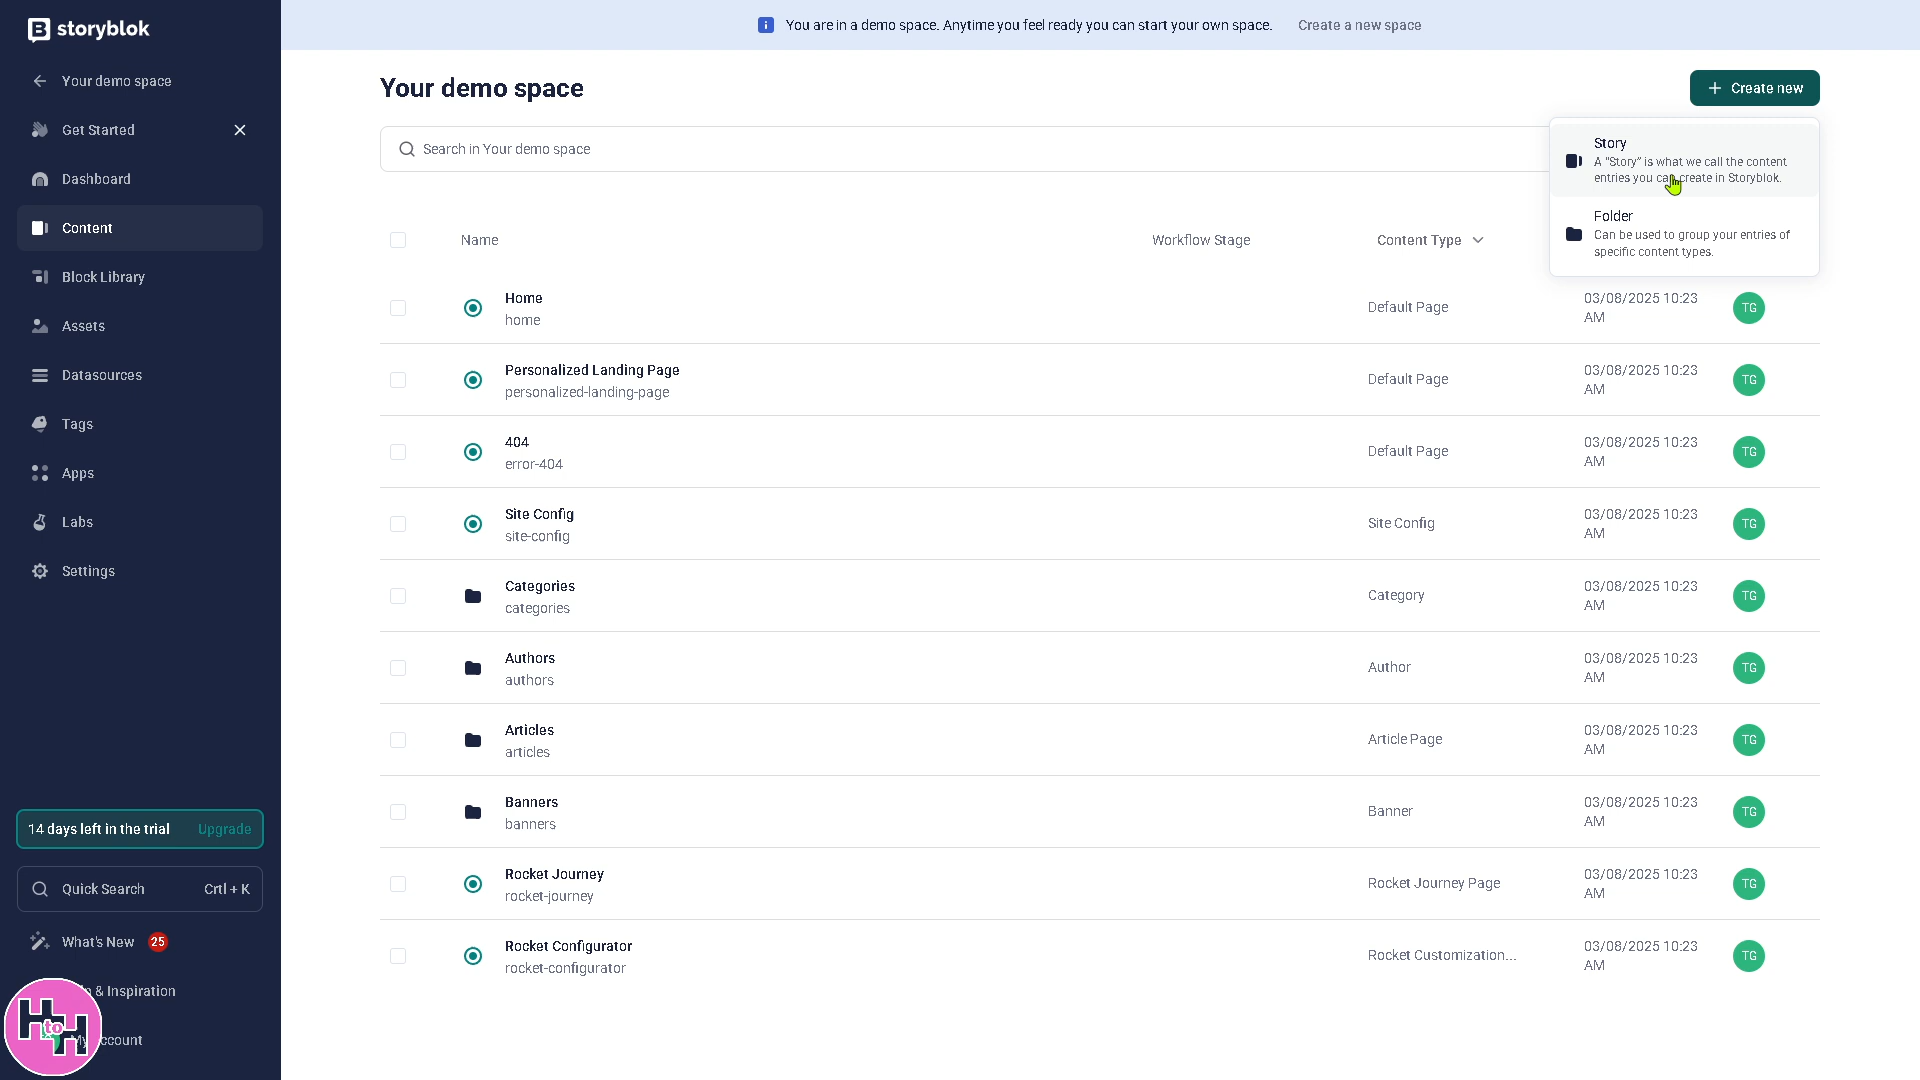 storyblok
You are in a demo space. Anytime you feel ready you can start your own space. Create a new space
Your demo space
Get Started
Dashboard
Content
Block Library
Assets
Datasources
Tags
Apps
Labs
Settings
14 days left in the trial Upgrade
Quick Search Crtl + K
What's New 25
& Inspiration
My Account
H to H
Your demo space
Create new
Search in Your demo space
Story
A "Story" is what we call the content
entries you can create in Storyblok.
Folder
Can be used to group your entries of
specific content types.
Name Workflow Stage Content Type
Home
home
Default Page
03/08/2025 10:23
AM
TG
Personalized Landing Page
personalized-landing-page
Default Page
03/08/2025 10:23
AM
TG
404
error-404
Default Page
03/08/2025 10:23
AM
TG
Site Config
site-config
Site Config
03/08/2025 10:23
AM
TG
Categories
categories
Category
03/08/2025 10:23
AM
TG
Authors
authors
Author
03/08/2025 10:23
AM
TG
Articles
articles
Article Page
03/08/2025 10:23
AM
TG
Banners
banners
Banner
03/08/2025 10:23
AM
TG
Rocket Journey
rocket-journey
Rocket Journey Page
03/08/2025 10:23
AM
TG
Rocket Configurator
rocket-configurator
Rocket Customization...
03/08/2025 10:23
AM
TG